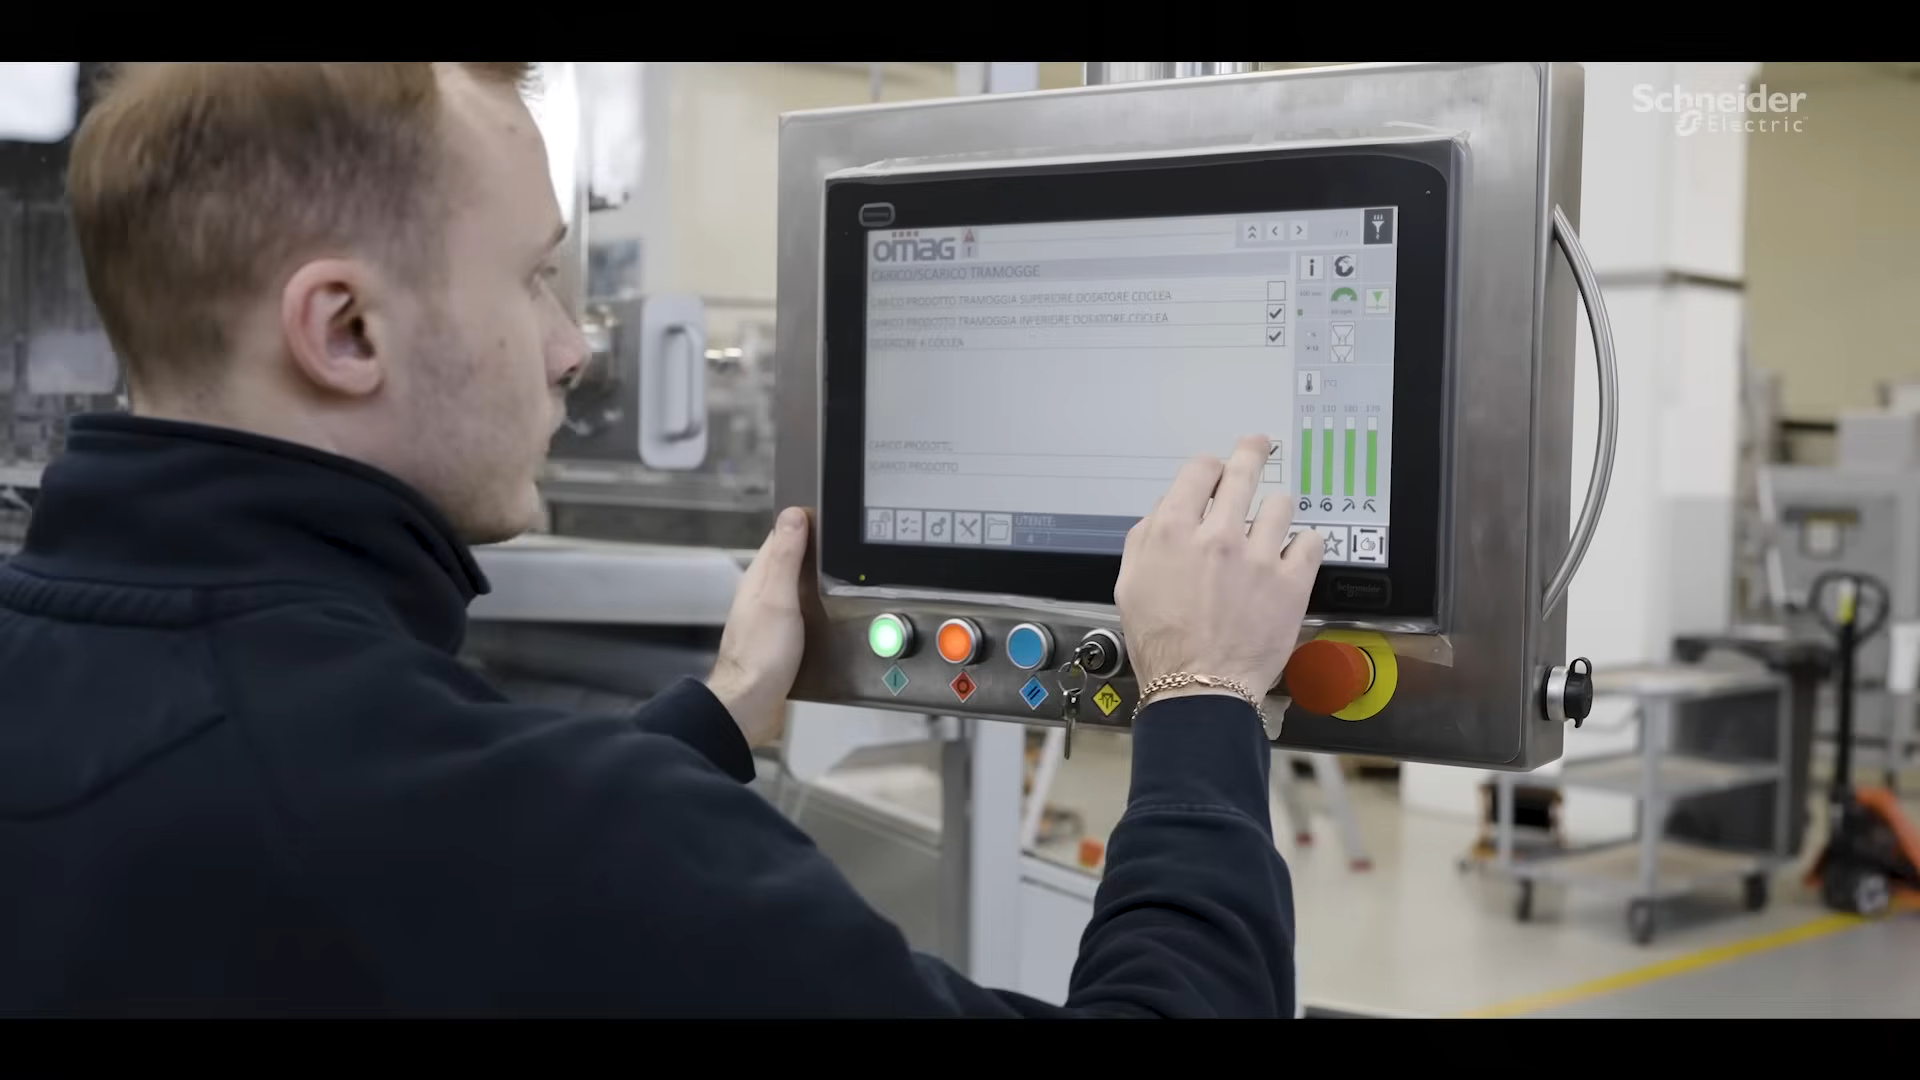 Schneider
Electric
OMAG
CARICO/SCARICO TRAMOGGE
CARICO PRODOTTO TRAMOGGIA SUPERIORE DOSATORE COCLEA
CARICO PRODOTTO TRAMOGGIA INFERIORE DOSATORE COCLEA
DOSATORE A COCLEA
CARICO PRODOTTO
SCARICO PRODOTTO
UTENTE:
Schneider